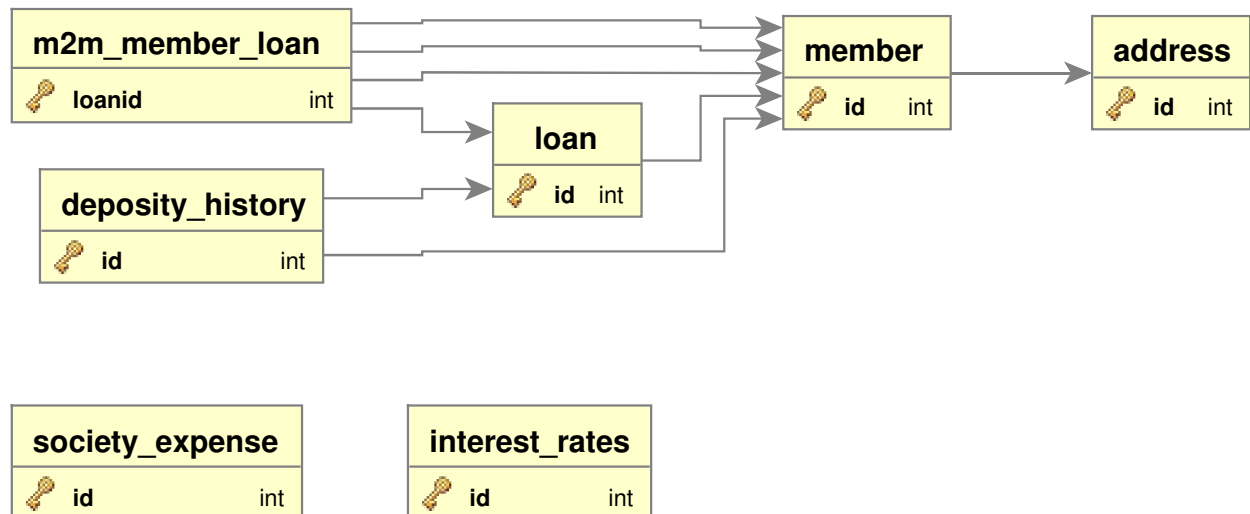 m2m_member_loan
loanid int
member
id int
address
id int
loan
id int
deposity_history
id int
society_expense
id int
interest_rates
id int